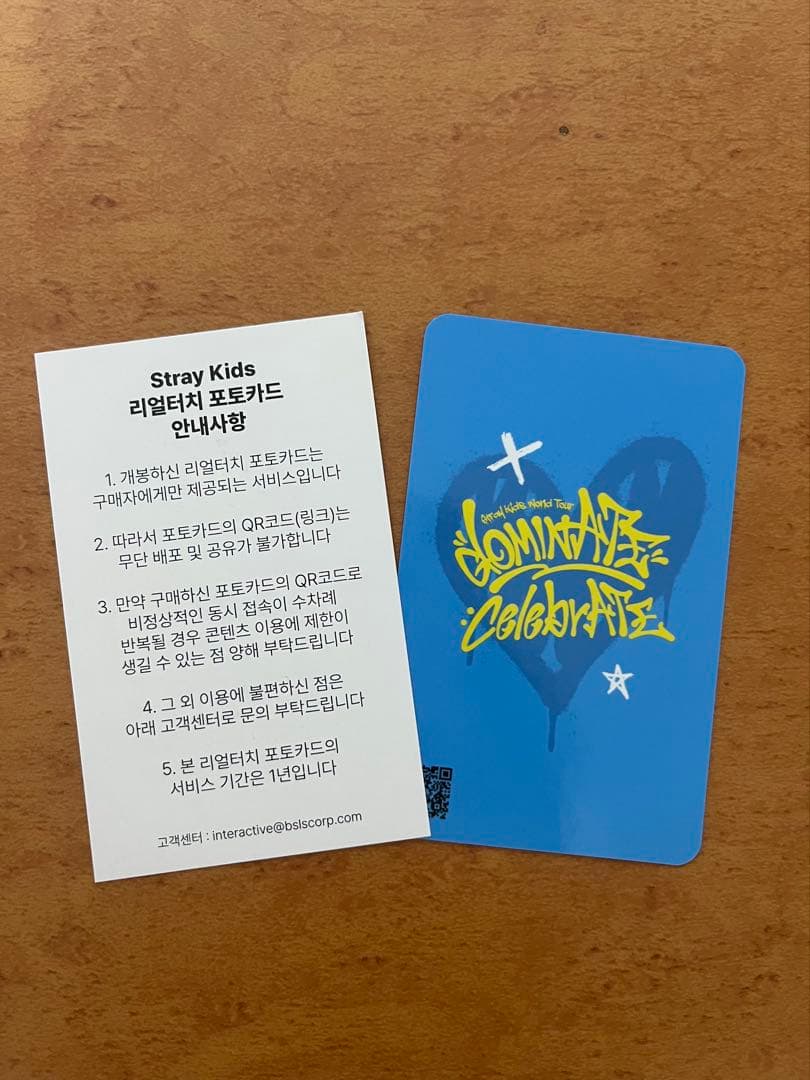 Stray Kids
리얼터치 포토카드
안내사항
1. 개봉하신 리얼터치 포토카드는
구매자에게만 제공되는 서비스입니다
2. 따라서 포토카드의 QR코드(링크)는
무단 배포 및 공유가 불가합니다
3. 만약 구매하신 포토카드의 QR코드로
비정상적인 동시 접속이 수차례
반복될 경우 콘텐츠 이용에 제한이
생길 수 있는 점 양해 부탁드립니다
4. 그 외 이용에 불편하신 점은
아래 고객센터로 문의 부탁드립니다
5. 본 리얼터치 포토카드의
서비스 기간은 1년입니다
고객센터 : interactive@bslscorp.com
Stray Kids World Tour
dominATE
celebrATE